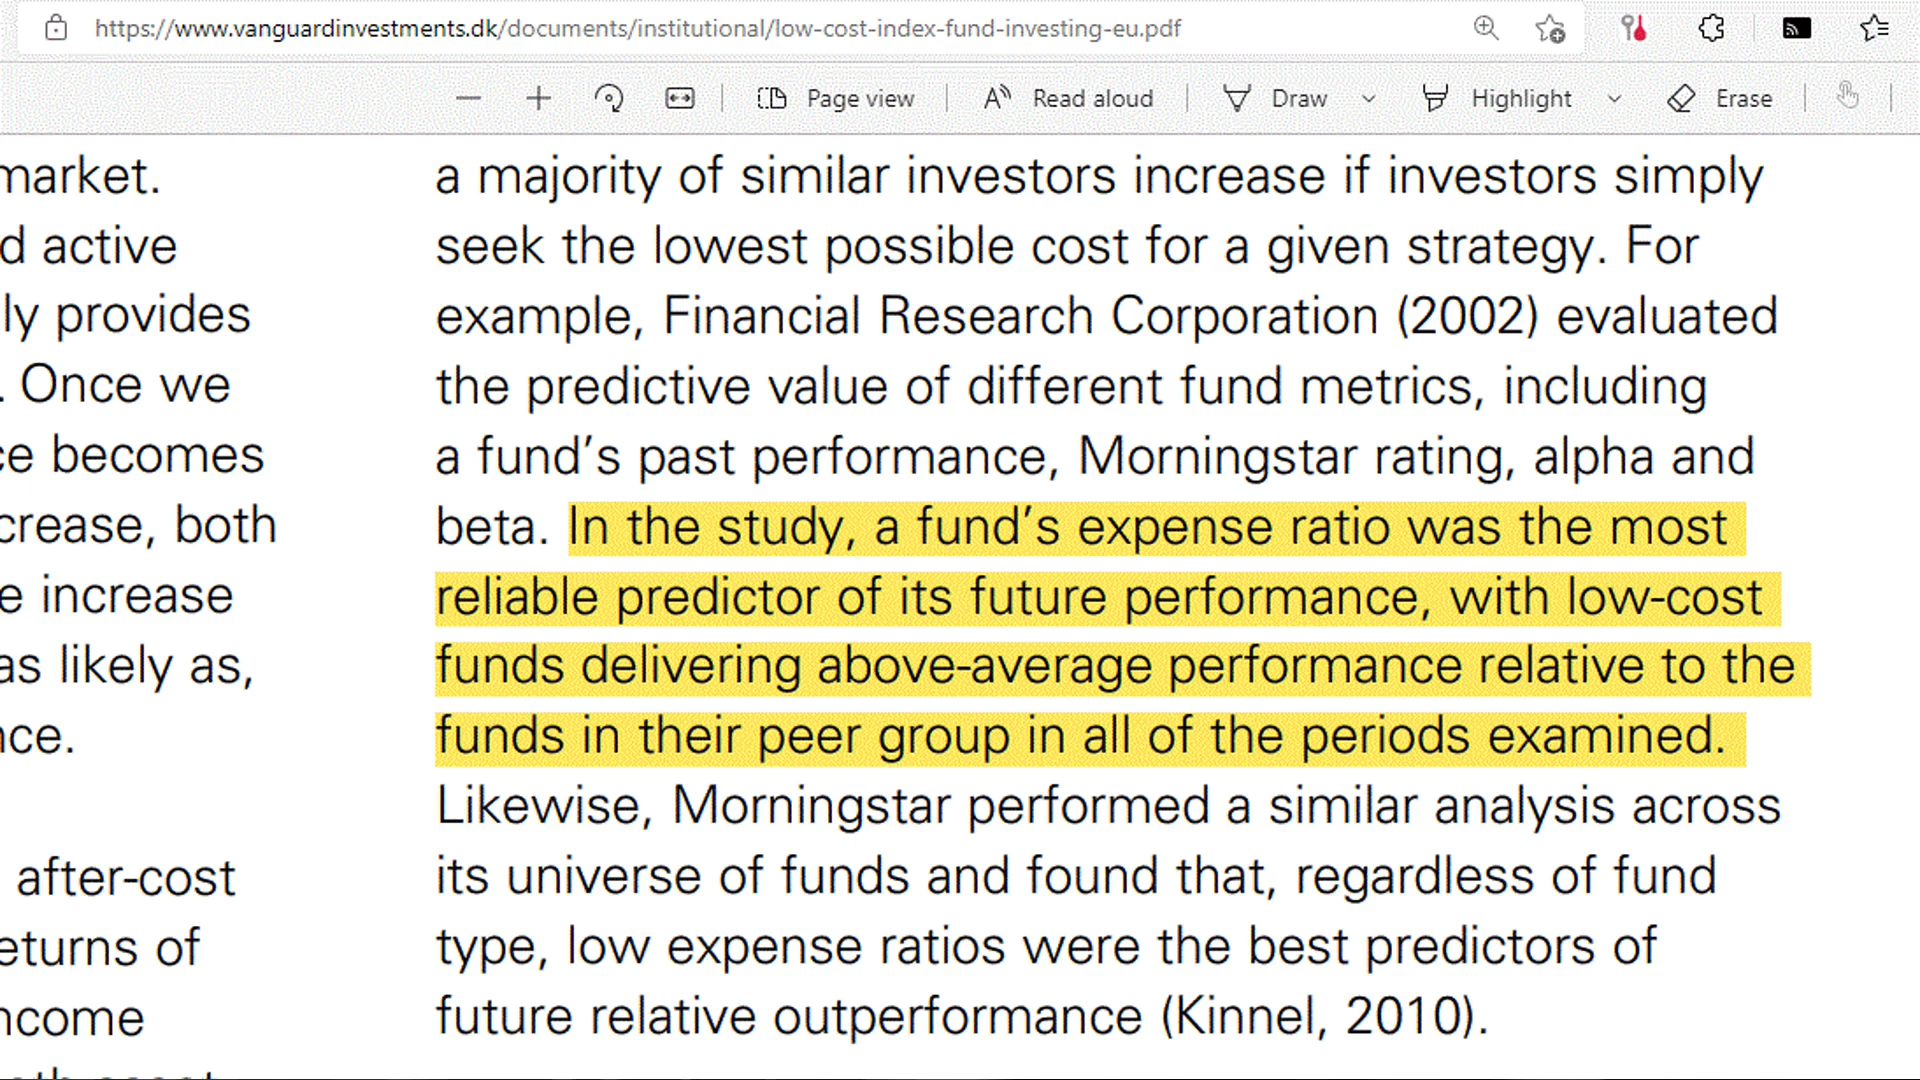 https://www.vanguardinvestments.dk/documents/institutional/low-cost-index-fund-investing-eu.pdf
Page view
Read aloud
Draw
Highlight
Erase
market.
d active
ly provides
. Once we
ce becomes
crease, both
e increase
as likely as,
nce.
after-cost
eturns of
ncome
a majority of similar investors increase if investors simply
seek the lowest possible cost for a given strategy. For
example, Financial Research Corporation (2002) evaluated
the predictive value of different fund metrics, including
a fund’s past performance, Morningstar rating, alpha and
beta. In the study, a fund’s expense ratio was the most
reliable predictor of its future performance, with low-cost
funds delivering above-average performance relative to the
funds in their peer group in all of the periods examined.
Likewise, Morningstar performed a similar analysis across
its universe of funds and found that, regardless of fund
type, low expense ratios were the best predictors of
future relative outperformance (Kinnel, 2010).